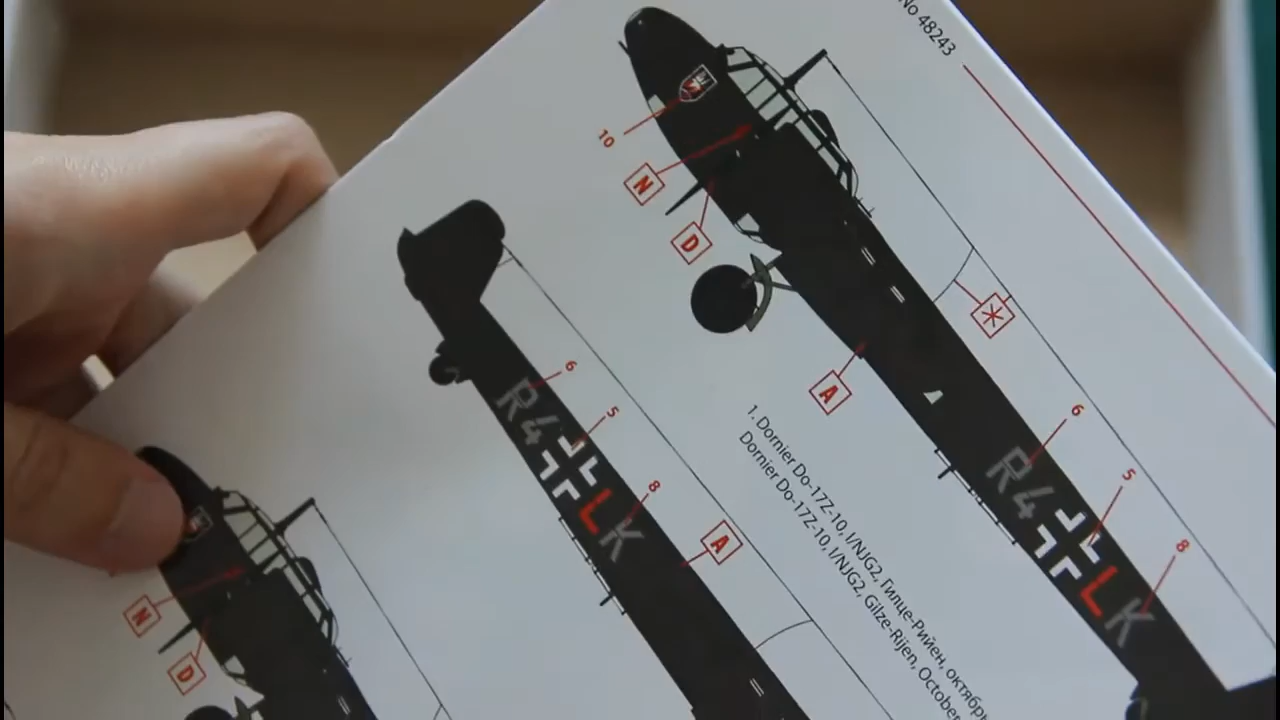 No 48243
10
N
D
*
A
6
5
8
R4 LK
1. Dornier Do-17Z-10, I/NJG2, Гилце-Рийен, октябрь
Dornier Do-17Z-10, I/NJG2, Gilze-Rijen, October
6
5
8
A
R4 LK
N
D